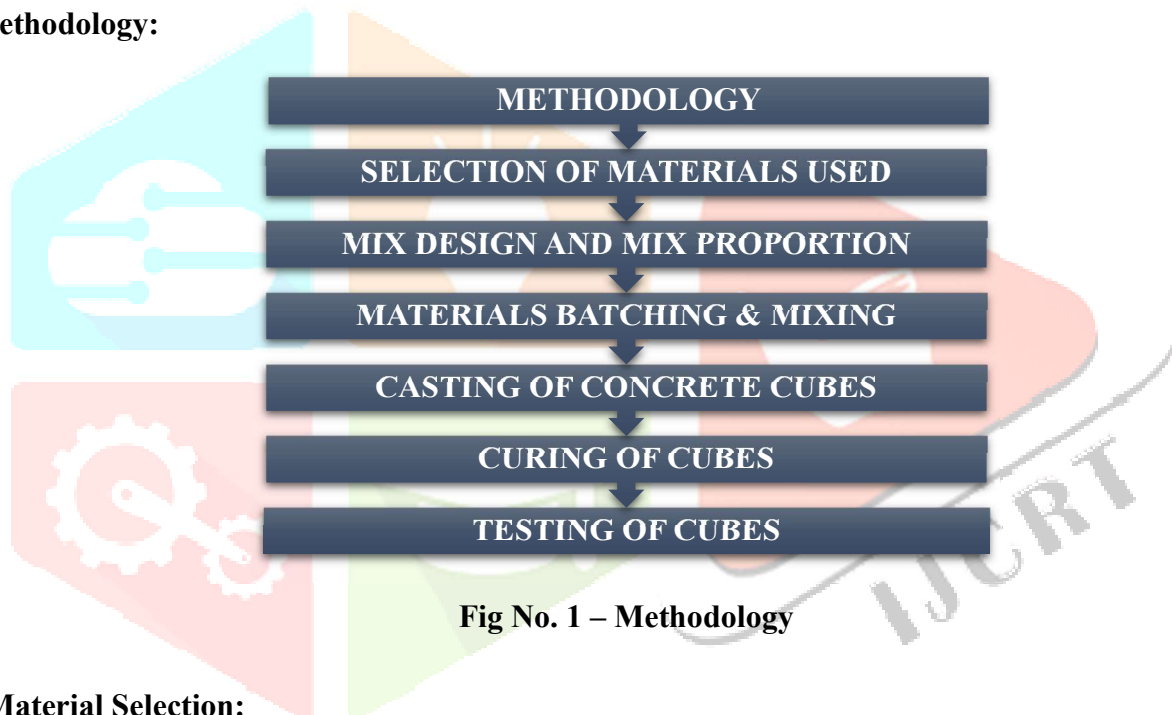 ethodology:
METHODOLOGY
SELECTION OF MATERIALS USED
MIX DESIGN AND MIX PROPORTION
MATERIALS BATCHING & MIXING
CASTING OF CONCRETE CUBES
CURING OF CUBES
TESTING OF CUBES
IJCRT
Fig No. 1 – Methodology
Material Selection: